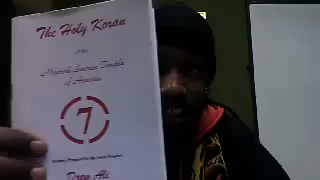 The Holy Koran
of the
Moorish Science Temple
of America
7
Drew Ali